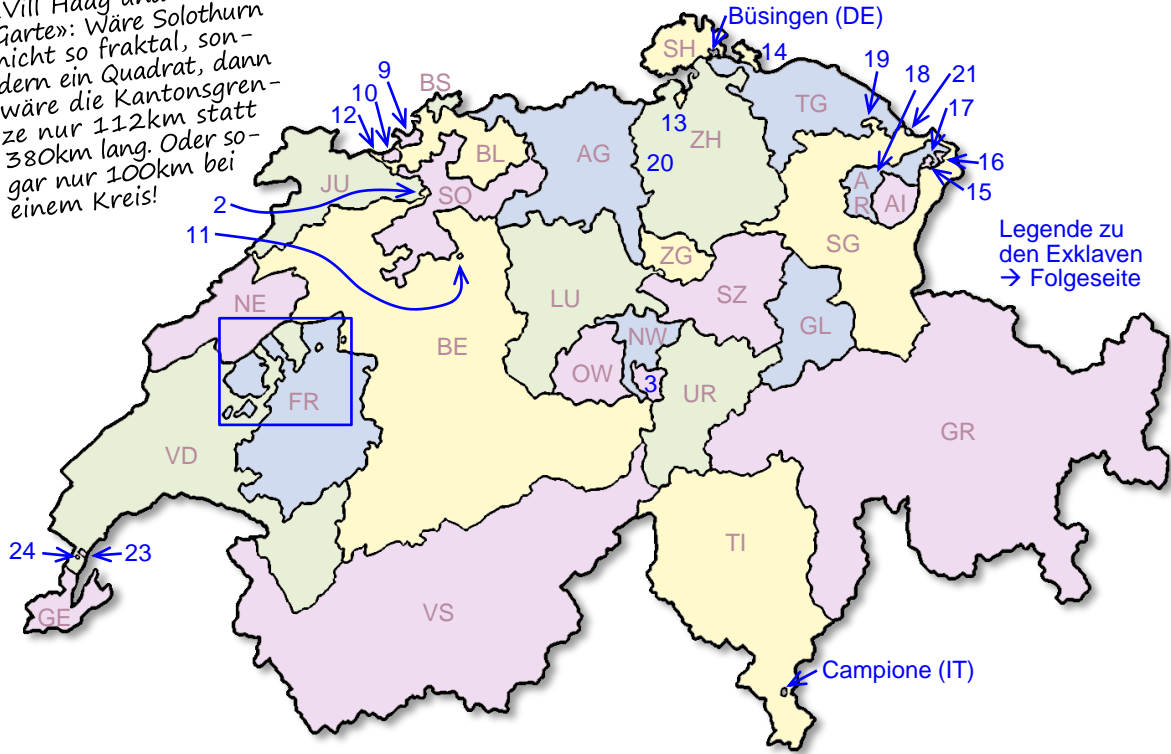 «Vill Haag und
Garte»: Wäre Solothurn
nicht so fraktal, son-
dern ein Quadrat, dann
wäre die Kantonsgren-
ze nur 112km statt
380km lang. Oder so-
gar nur 100km bei
einem Kreis!
Büsingen (DE)
SH
14
9
BS
10
12
19
18
21
17
TG
13
ZH
16
15
BL
AG
20
JU
SO
A
R
AI
2
11
SG
Legende zu
den Exklaven
→ Folgeseite
ZG
NE
LU
SZ
GL
BE
NW
OW
3
UR
FR
GR
VD
24
23
TI
GE
VS
Campione (IT)